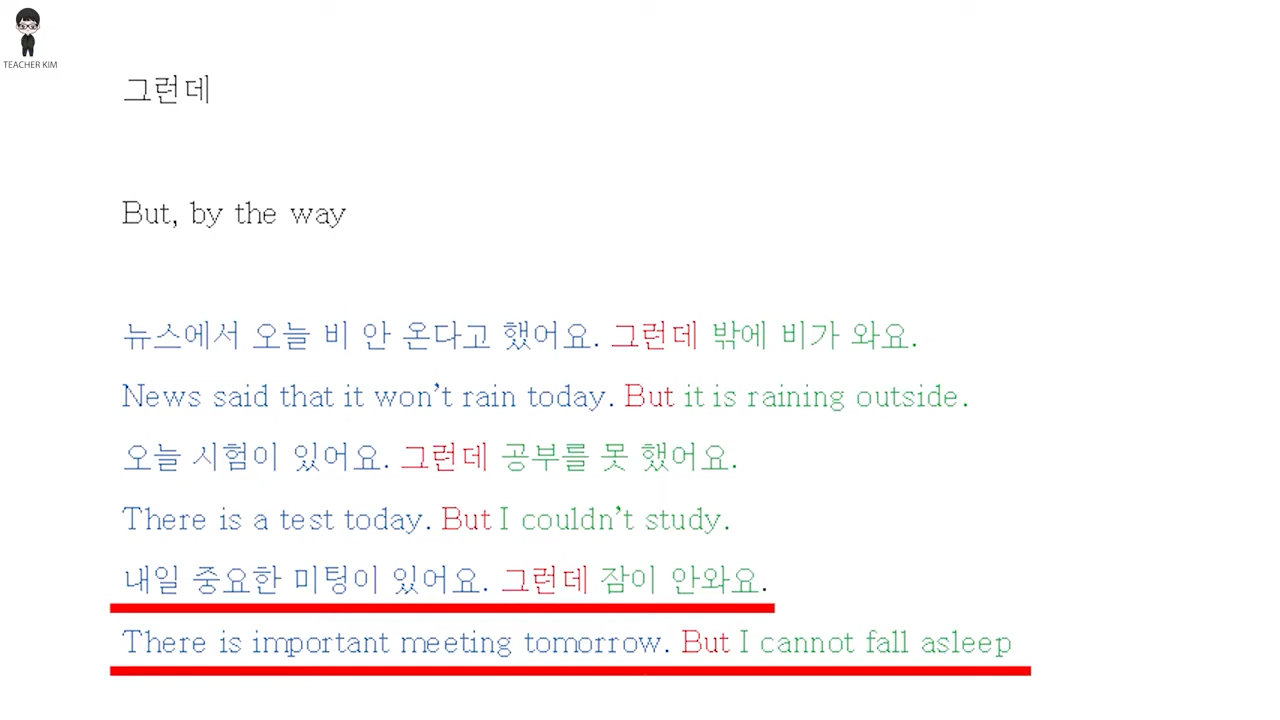 TEACHER KIM
그런데
But, by the way
뉴스에서 오늘 비 안 온다고 했어요. 그런데 밖에 비가 와요.
News said that it won't rain today. But it is raining outside.
오늘 시험이 있어요. 그런데 공부를 못 했어요.
There is a test today. But I couldn't study.
내일 중요한 미팅이 있어요. 그런데 잠이 안와요.
There is important meeting tomorrow. But I cannot fall asleep